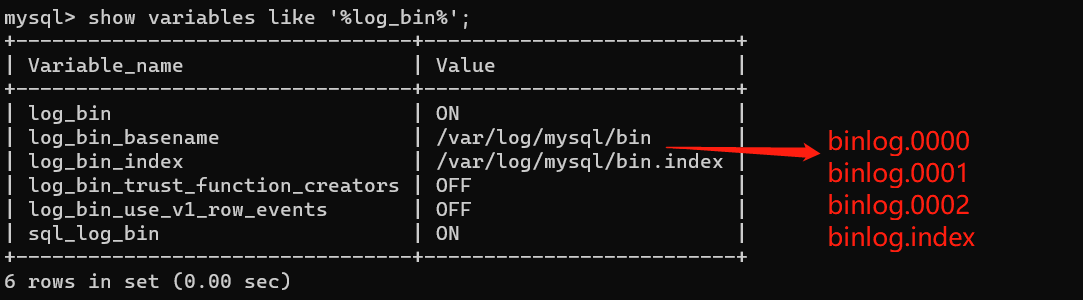 mysql> show variables like '%log_bin%';
+---------------------------------+-------------------------+
| Variable_name                   | Value                   |
+---------------------------------+-------------------------+
| log_bin                         | ON                      |
| log_bin_basename                | /var/log/mysql/bin      |
| log_bin_index                   | /var/log/mysql/bin.index |
| log_bin_trust_function_creators | OFF                     |
| log_bin_use_v1_row_events       | OFF                     |
| sql_log_bin                     | ON                      |
+---------------------------------+-------------------------+
6 rows in set (0.00 sec)
binlog.0000
binlog.0001
binlog.0002
binlog.index